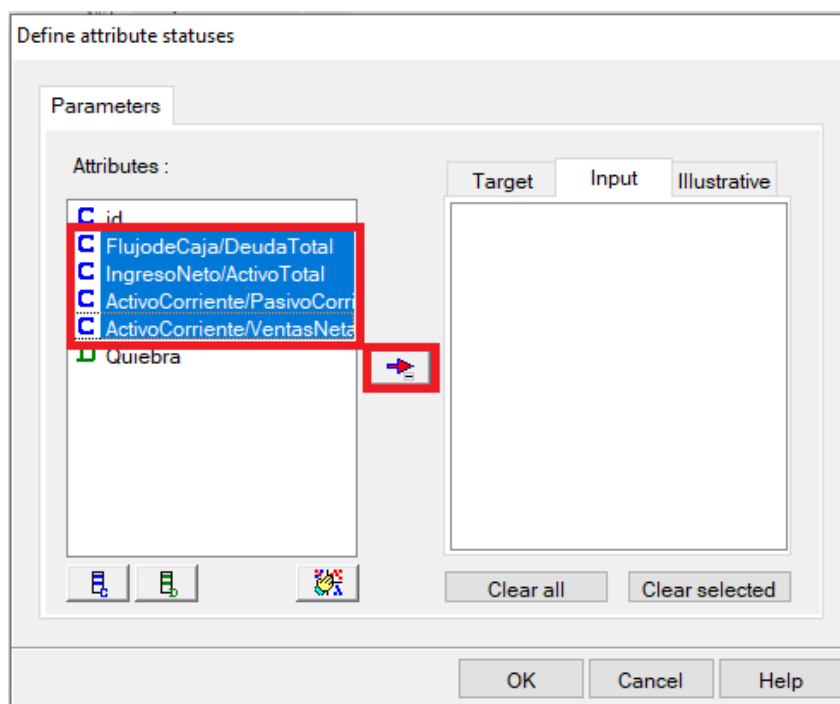 Define attribute statuses
Parameters
Attributes :
C id
C FlujodeCaja/DeudaTotal
C IngresoNeto/ActivoTotal
C ActivoCorriente/PasivoCorri
C ActivoCorriente/VentasNeta
D Quiebra
Target Input Illustrative
Clear all Clear selected
OK Cancel Help